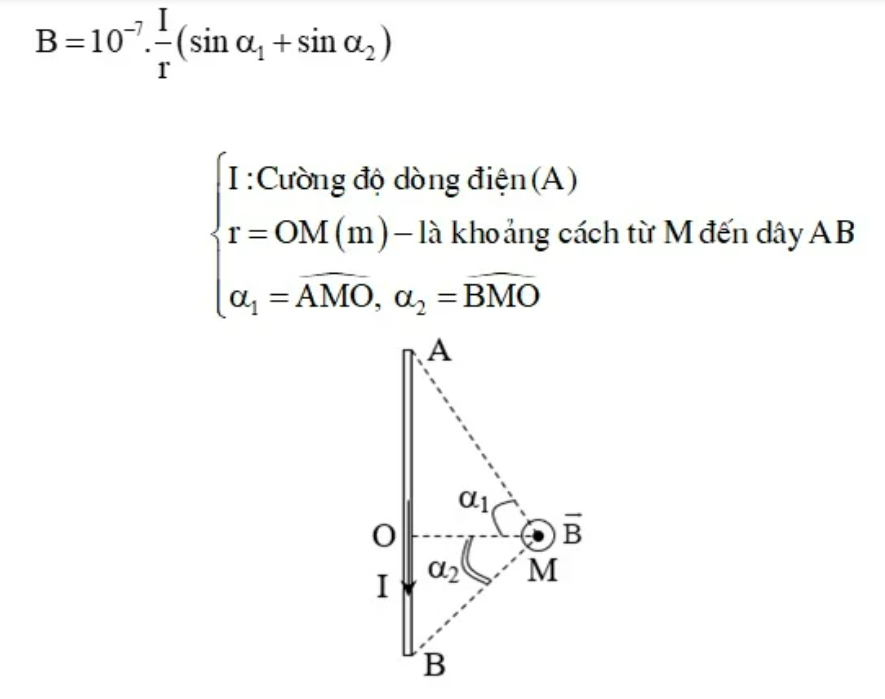 B = 10⁻⁷. I/r (sin α₁ + sin α₂)
I : Cường độ dòng điện (A)
r = OM (m) – là khoảng cách từ M đến dây AB
α₁ = AMO, α₂ = BMO
A
α₁
O
B
α₂
M
I
B